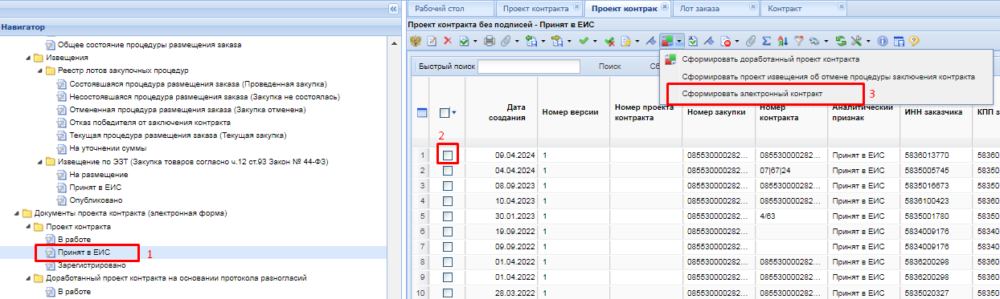 Рабочий стол
Проект контракта
Проект контрак
Лот заказа
Контракт
Навигатор
Проект контракта без подписей - Принят в ЕИС
Общее состояние процедуры размещения заказа
Извещения
Реестр лотов закупочных процедур
Состоявшаяся процедура размещения заказа (Проведенная закупка)
Несостоявшаяся процедура размещения заказа (Закупка не состоялась)
Отмененная процедура размещения заказа (Закупка отменена)
Отказ победителя от заключения контракта
Текущая процедура размещения заказа (Текущая закупка)
На уточнении суммы
Извещение по ЭЗТ (Закупка товаров согласно ч.12 ст.93 Закон № 44-ФЗ)
На размещение
Принят в ЕИС
Опубликовано
Документы проекта контракта (электронная форма)
Проект контракта
В работе
Принят в ЕИС
1
Зарегистрировано
Доработанный проект контракта на основании протокола разногласий
В работе
Быстрый поиск
Поиск
Сб
Сформировать доработанный проект контракта
Сформировать проект извещения об отмене процедуры заключения контракта
Сформировать электронный контракт
3
Дата создания
Номер версии
Номер проекта контракта
Номер закупки
Номер контракта
Аналитический признак
ИНН заказчика
КПП з
2
1 09.04.2024 1 085530000282... 085530000282... Принят в ЕИС 5836013770 58360
2 04.04.2024 1 085530000282... 07|67|24 Принят в ЕИС 5835005745 58350
3 08.09.2023 1 085530000282... 085530000282... Принят в ЕИС 5835016673 58350
4 10.04.2023 1 085530000282... 085530000282... Принят в ЕИС 5836100423 58360
5 30.01.2023 1 085530000282... 4/63 Принят в ЕИС 5835001780 58350
6 19.09.2022 1 085530000282... Принят в ЕИС 5834009176 58340
7 09.09.2022 1 085530000282... Принят в ЕИС 5834009176 58340
8 01.04.2022 1 085530000282... 085530000282... Принят в ЕИС 5836200298 58360
9 01.04.2022 1 085530000282... 085530000282... Принят в ЕИС 5836200298 58360
10 28.03.2022 1 085530000282... 085530000282... Принят в ЕИС 5835020327 58350